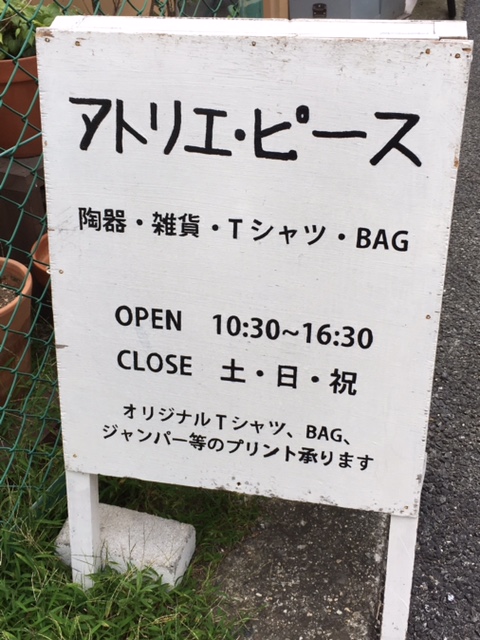 アトリエ・ピース
陶器・雑貨・Tシャツ・BAG
OPEN 10:30~16:30
CLOSE 土・日・祝
オリジナルTシャツ、BAG、
ジャンパー等のプリント承ります